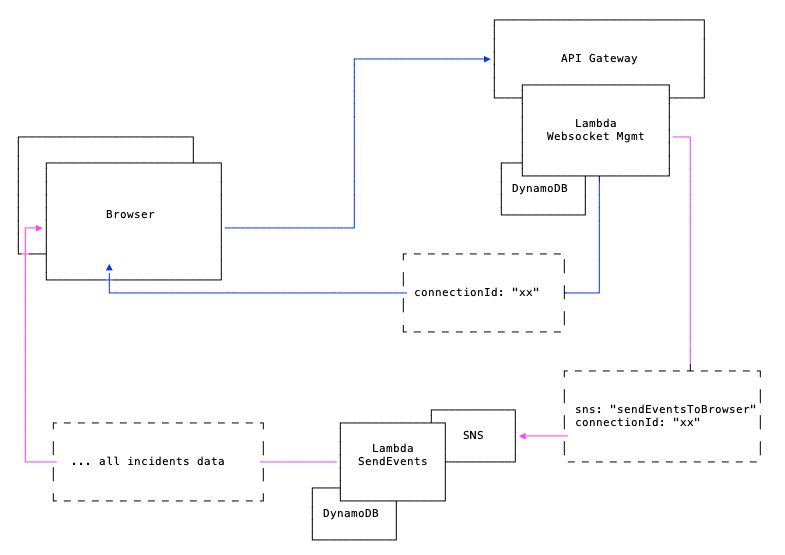 API Gateway
Lambda
Websocket Mgmt
DynamoDB
Browser
connectionId: "xx"
sns: "sendEventsToBrowser"
connectionId: "xx"
SNS
Lambda
SendEvents
... all incidents data
DynamoDB